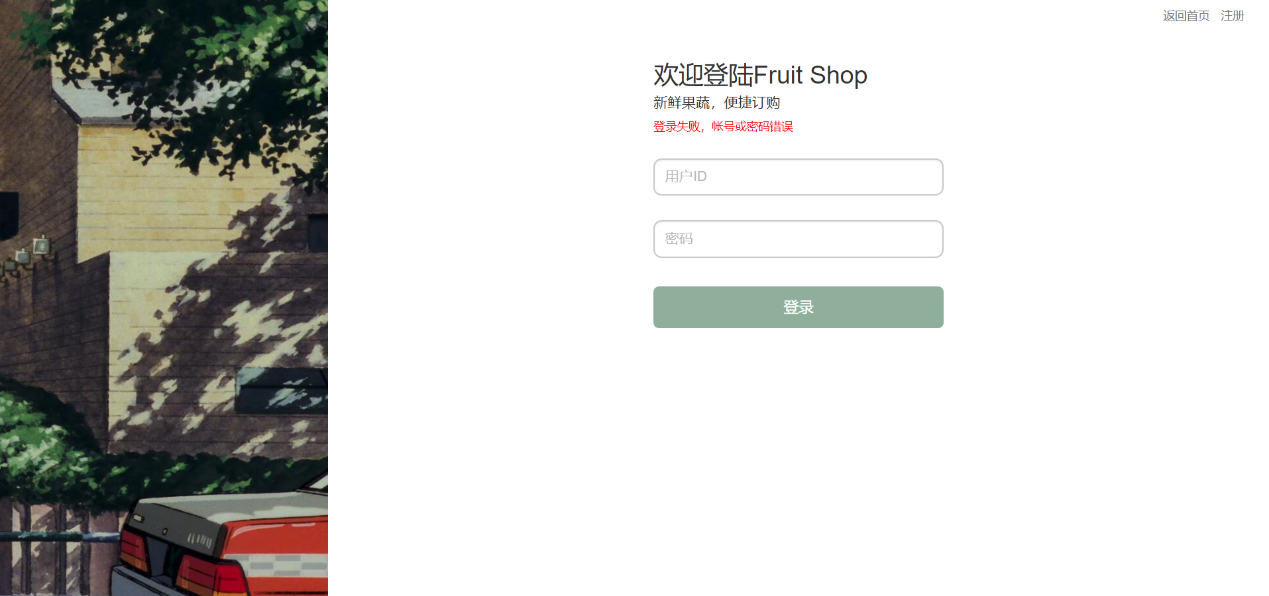 返回首页 注册
欢迎登陆Fruit Shop
新鲜果蔬，便捷订购
登录失败，帐号或密码错误
用户ID
密码
登录